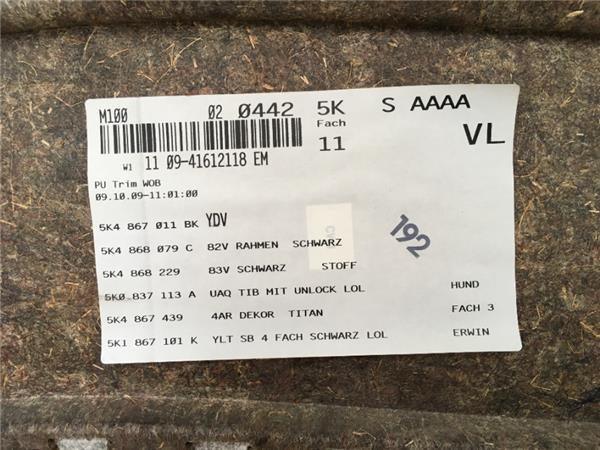 M100 02 0442 5K S AAAA
Fach VL
11
W1 11 09-41612118 EM
PU Trim WOB
09.10.09-11:01:00
5K4 867 011 BK YDV
192
5K4 868 079 C 82V RAHMEN SCHWARZ
5K4 868 229 83V SCHWARZ STOFF
5K0 837 113 A UAQ TIB MIT UNLOCK LOL HUND
5K4 867 439 4AR DEKOR TITAN FACH 3
5K1 867 101 K YLT SB 4 FACH SCHWARZ LOL ERWIN